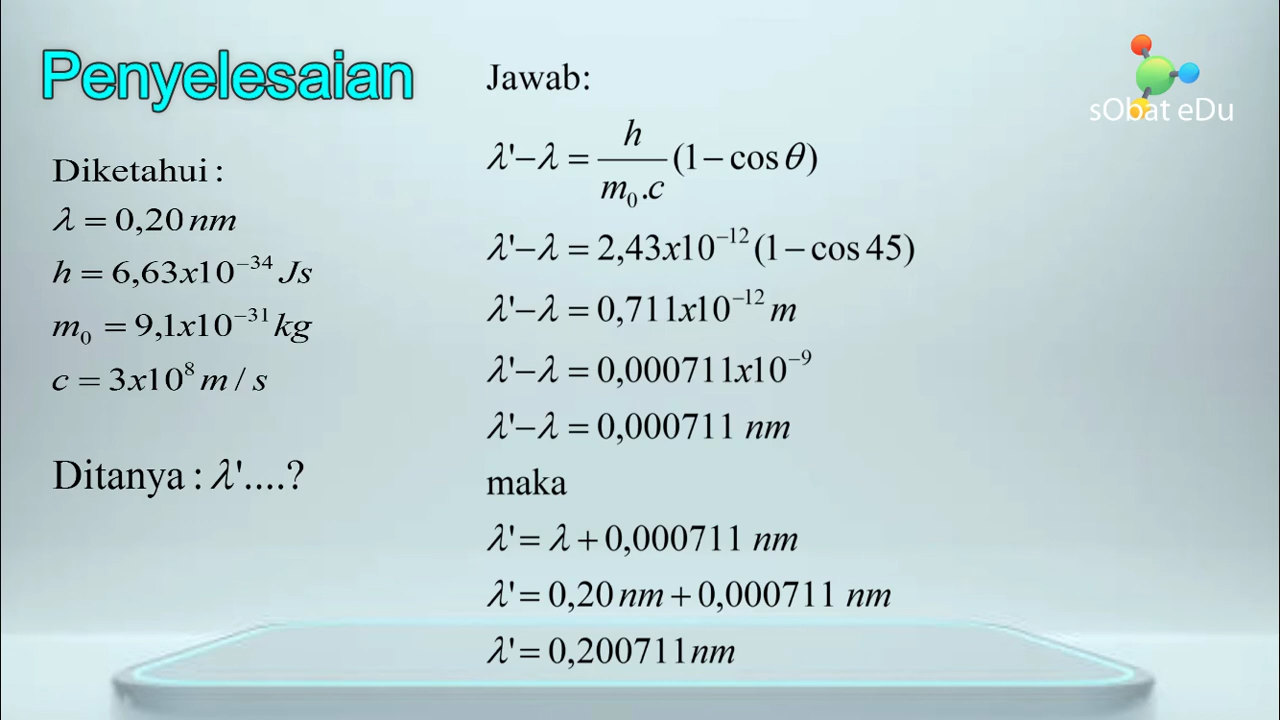 Penyelesaian
Diketahui :
λ = 0,20 nm
h = 6,63x10⁻³⁴ Js
m₀ = 9,1x10⁻³¹ kg
c = 3x10⁸ m / s
Ditanya : λ'....?
Jawab:
λ'−λ = h/m₀.c (1 − cos θ)
λ'−λ = 2,43x10⁻¹² (1 − cos 45)
λ'−λ = 0,711x10⁻¹² m
λ'−λ = 0,000711x10⁻⁹
λ'−λ = 0,000711 nm
maka
λ' = λ + 0,000711 nm
λ' = 0,20 nm + 0,000711 nm
λ' = 0,200711nm
sObat eDu